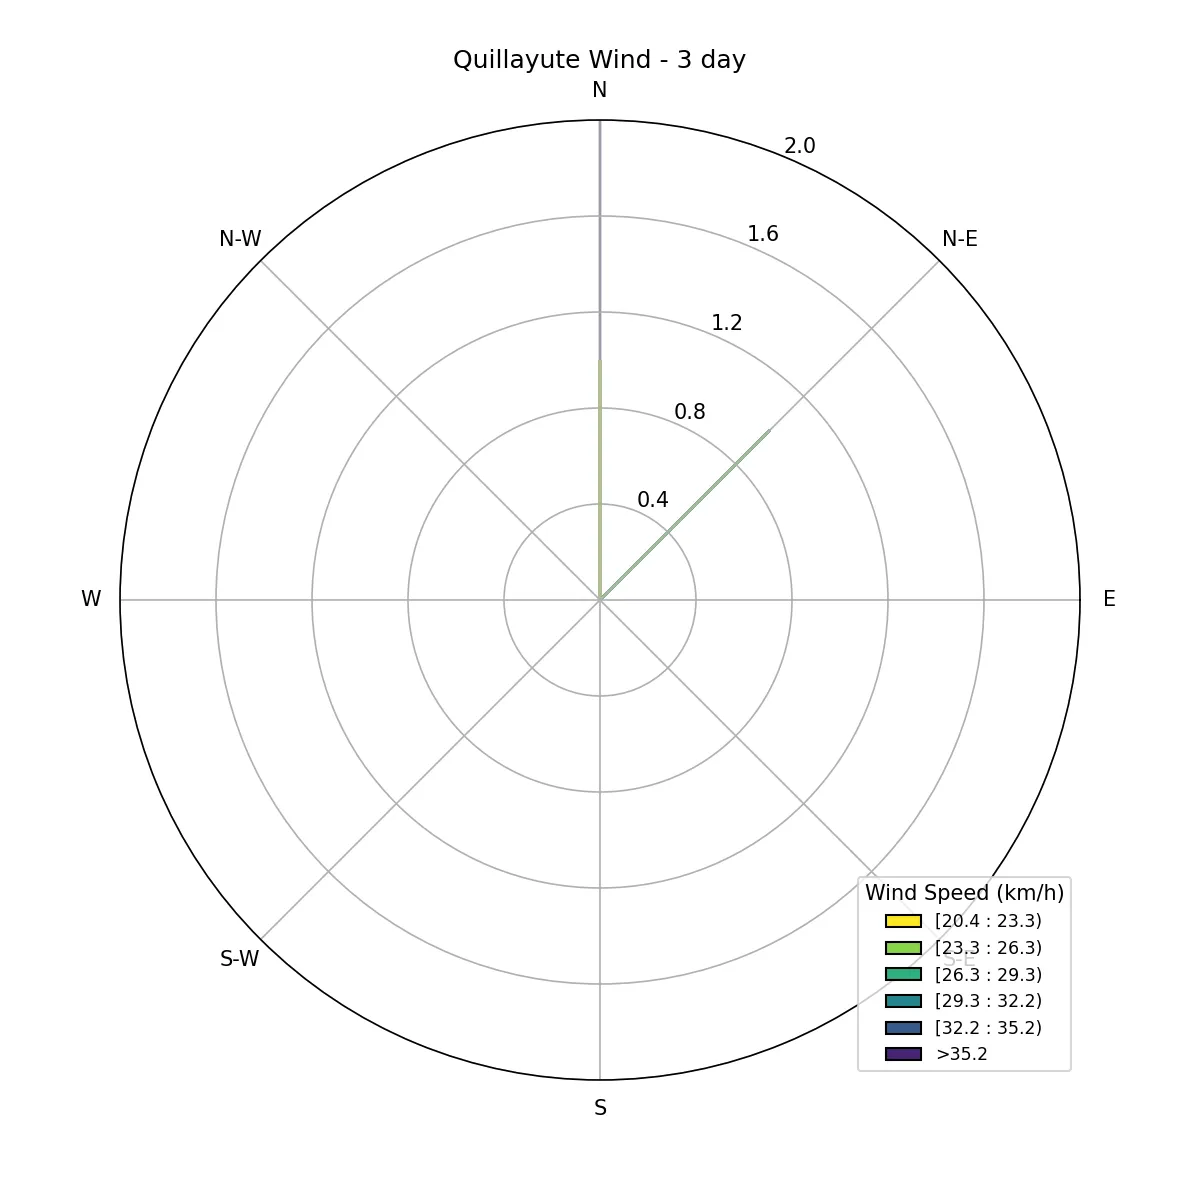 Quillayute Wind - 3 day
N
2.0
N-W
1.6
N-E
1.2
0.8
0.4
W
E
Wind Speed (km/h)
[20.4 : 23.3)
[23.3 : 26.3)
S-W
S-E
[26.3 : 29.3)
[29.3 : 32.2)
[32.2 : 35.2)
>35.2
S